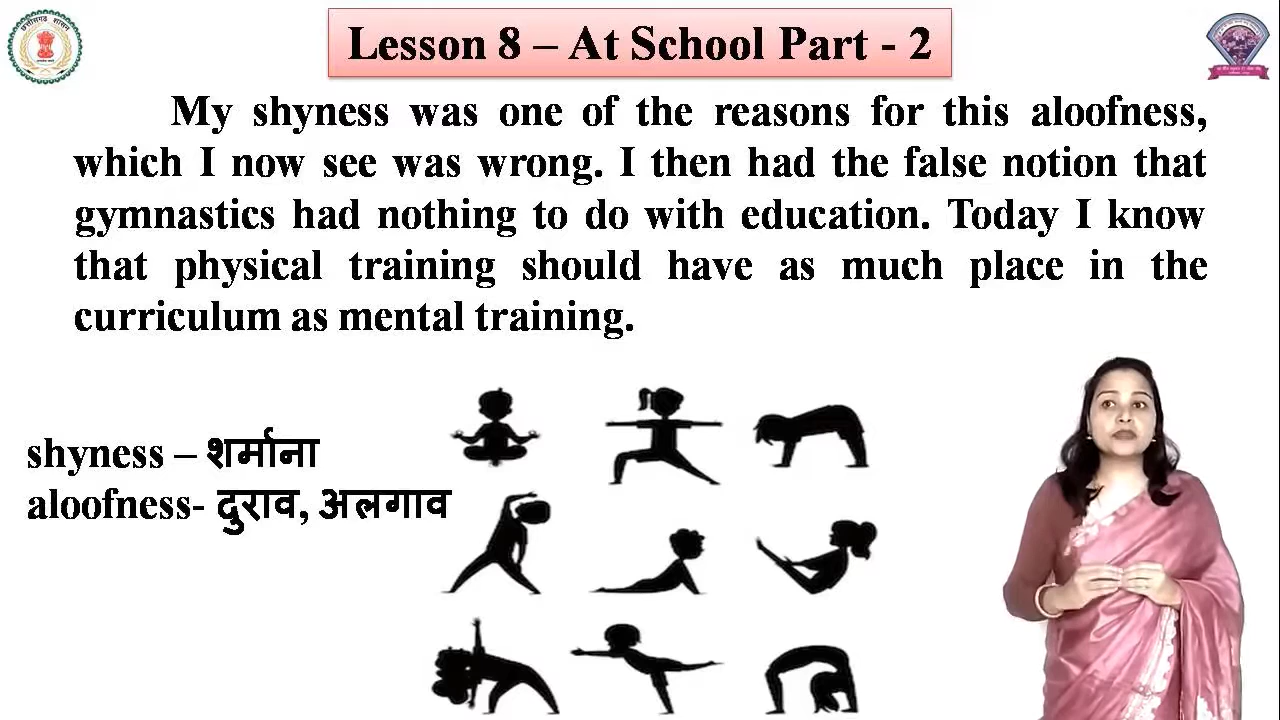 Lesson 8 – At School Part - 2
My shyness was one of the reasons for this aloofness,
which I now see was wrong. I then had the false notion that
gymnastics had nothing to do with education. Today I know
that physical training should have as much place in the
curriculum as mental training.
shyness – शर्माना
aloofness- दुराव, अलगाव